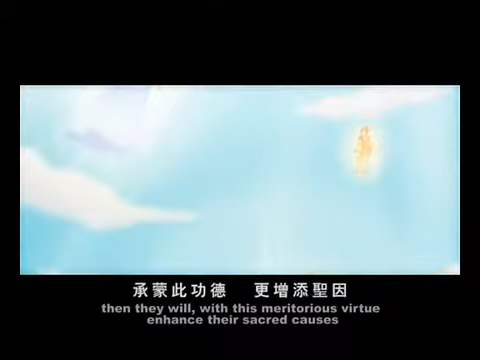 承蒙此功德 更增添聖因
then they will, with this meritorious virtue
enhance their sacred causes